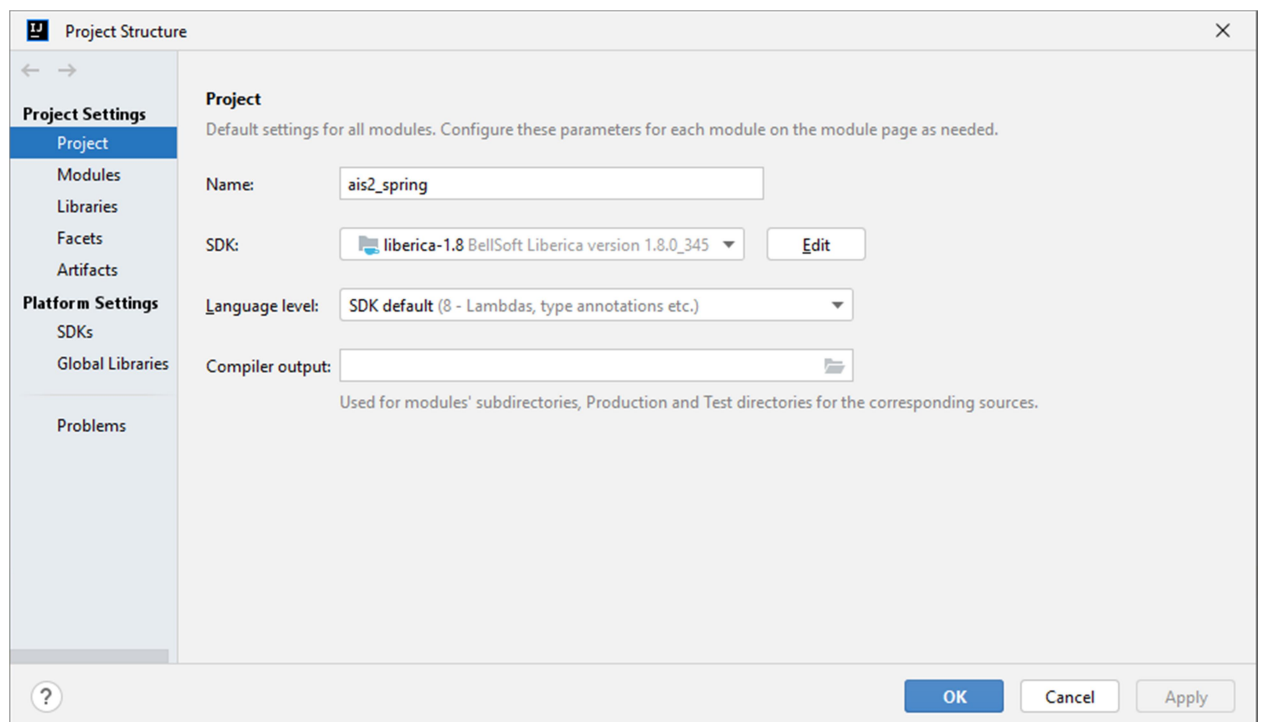 IJ Project Structure
Project Settings
Project
Modules
Libraries
Facets
Artifacts
Platform Settings
SDKs
Global Libraries
Problems
Project
Default settings for all modules. Configure these parameters for each module on the module page as needed.
Name: ais2_spring
SDK: liberica-1.8 BellSoft Liberica version 1.8.0_345 Edit
Language level: SDK default (8 - Lambdas, type annotations etc.)
Compiler output:
Used for modules' subdirectories, Production and Test directories for the corresponding sources.
? OK Cancel Apply